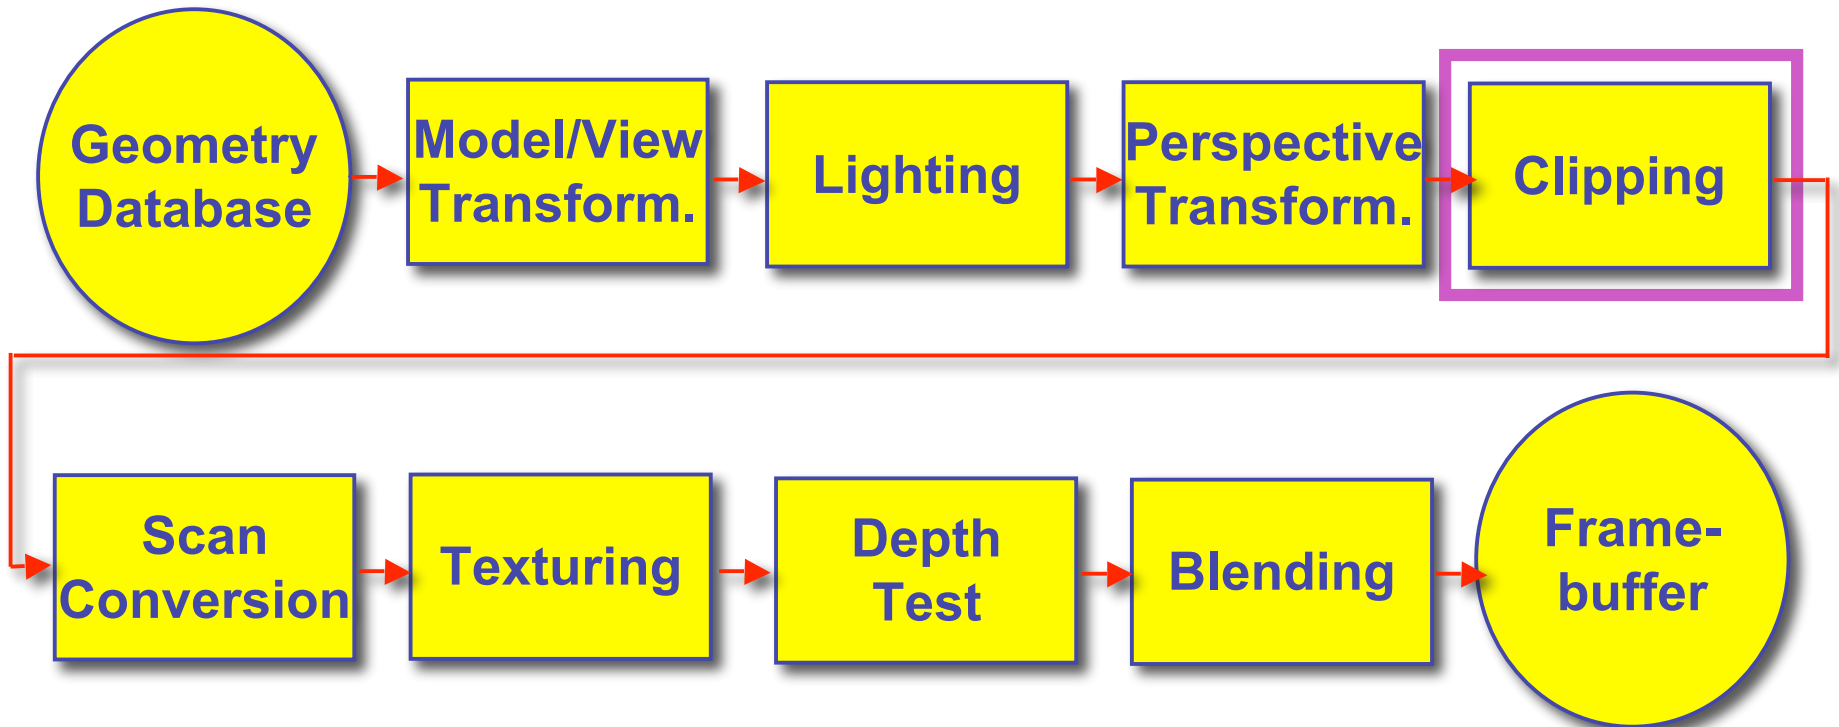 Geometry
Database
Model/View
Transform.
Lighting
Perspective
Transform.
Clipping
Scan
Conversion
Texturing
Depth
Test
Blending
Frame-
buffer